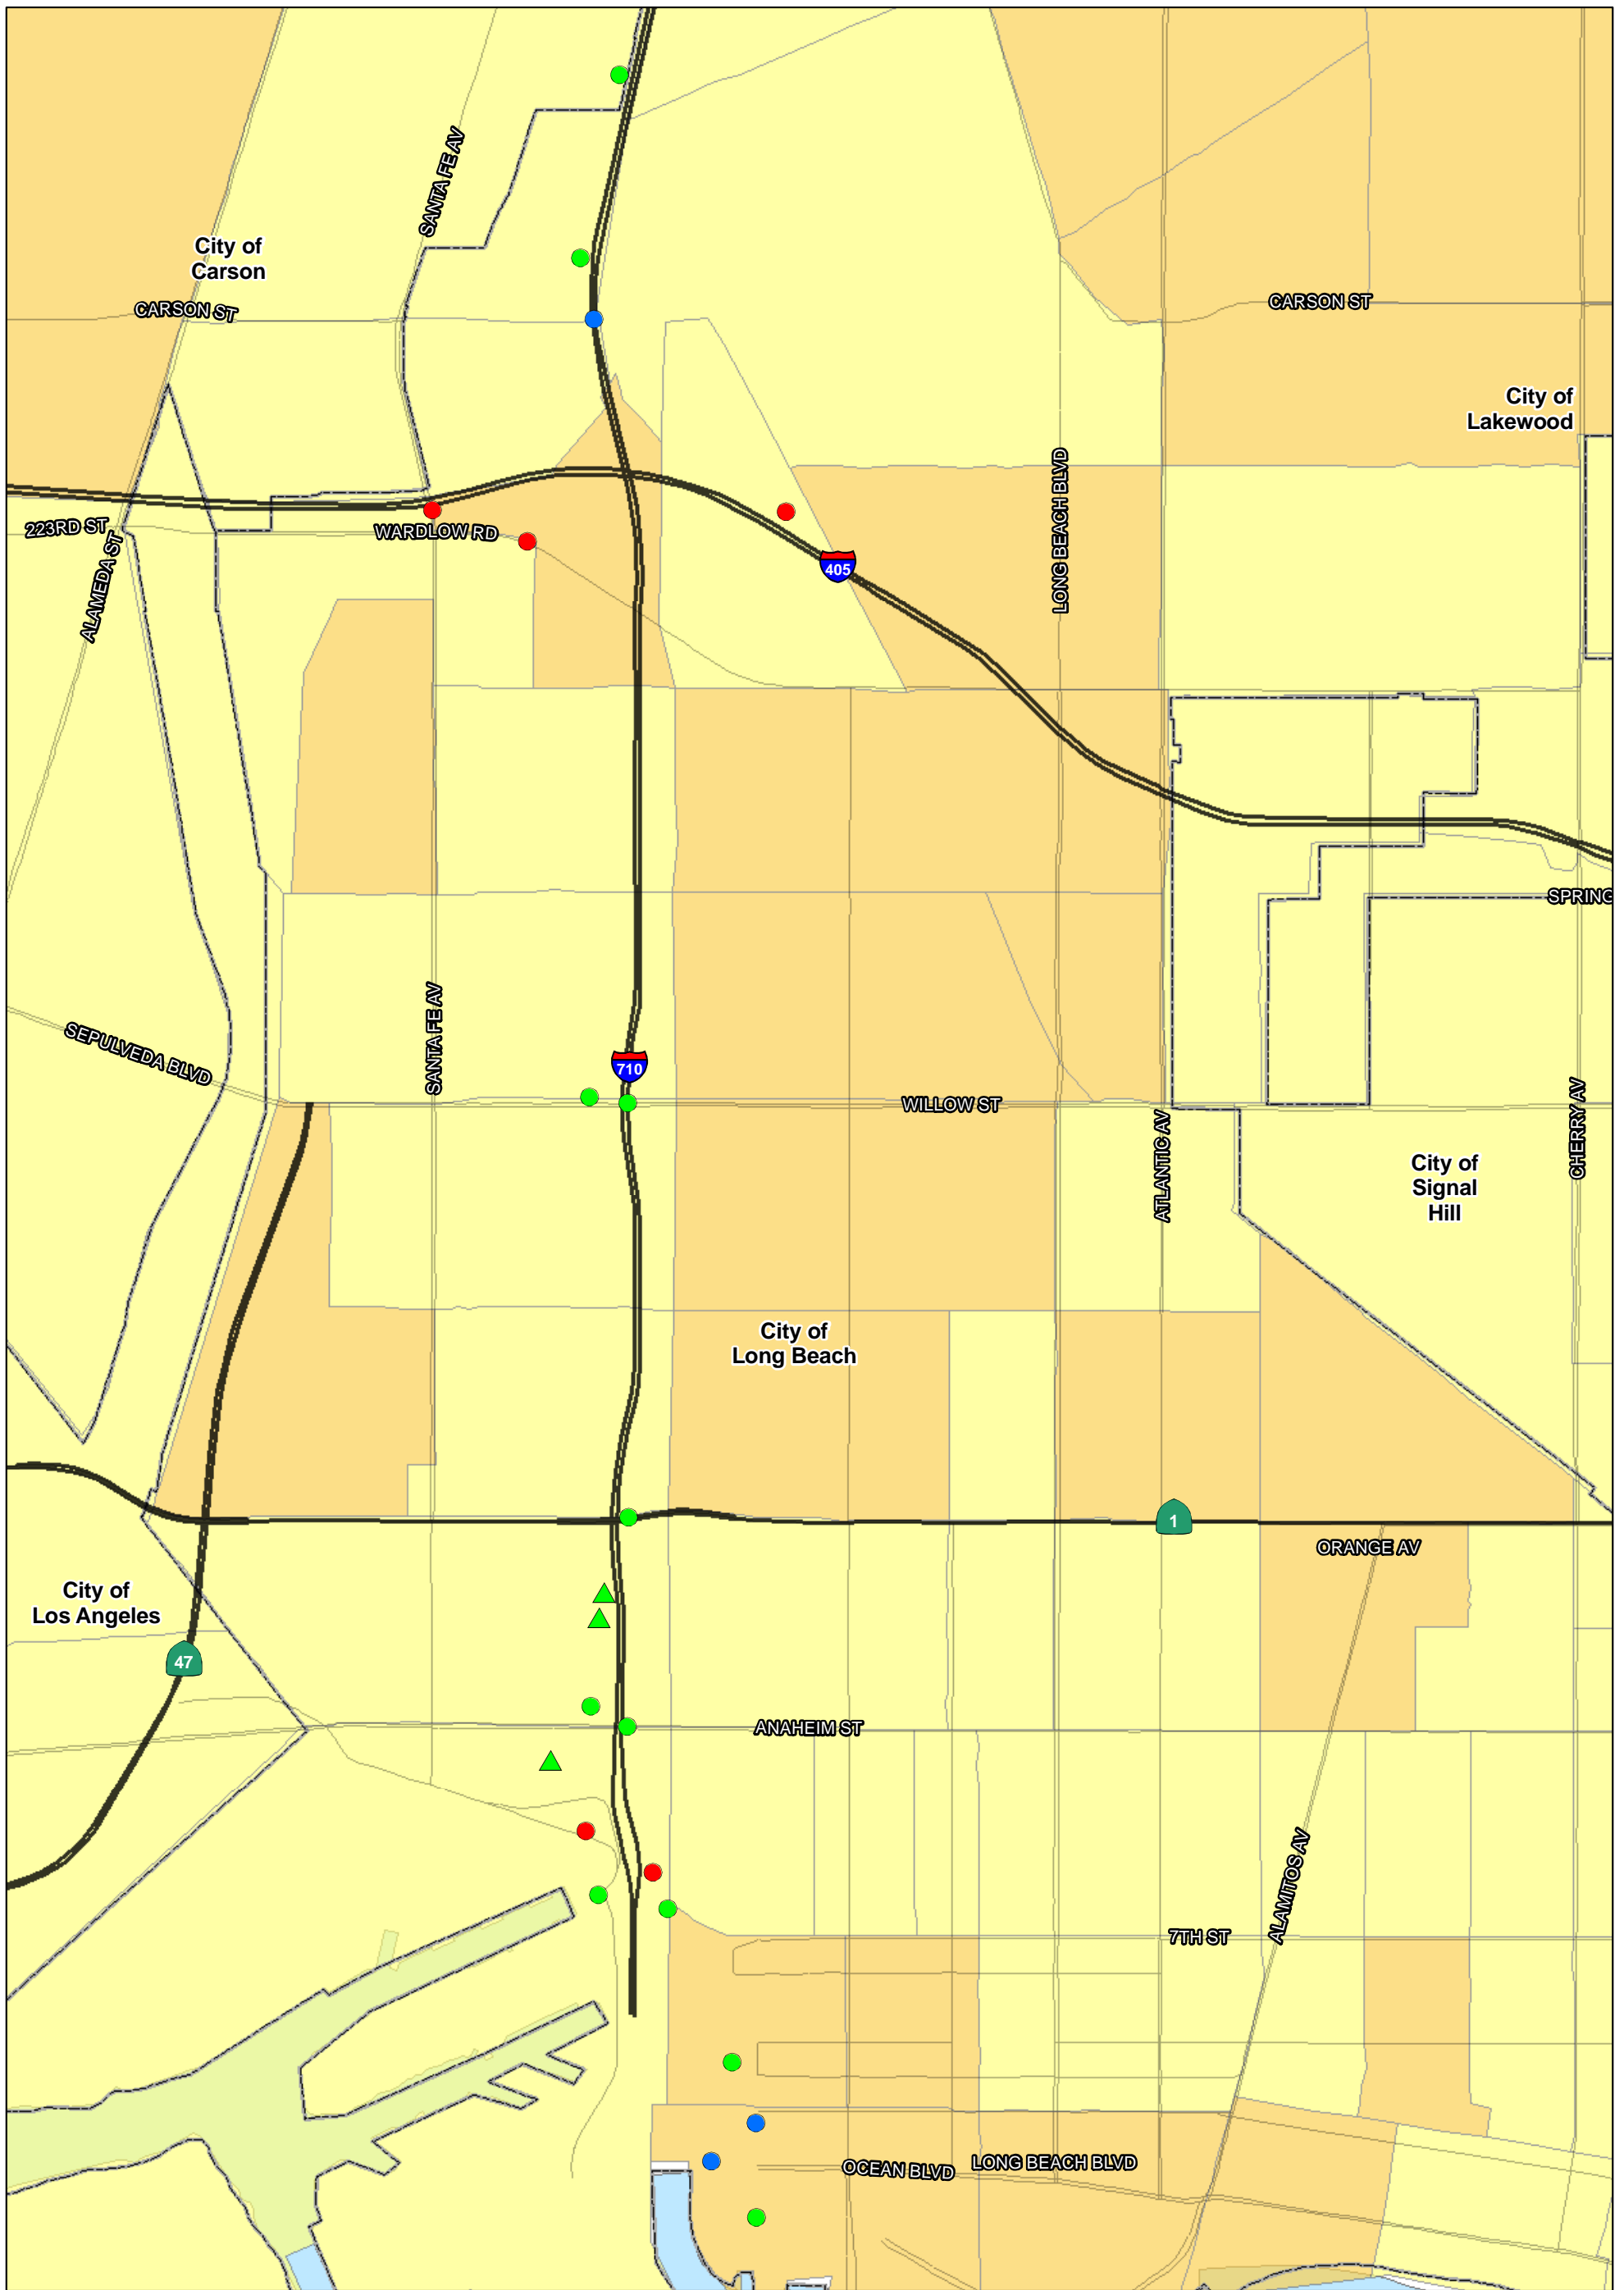 SANTA FE AV
City of
Carson
CARSON ST
CARSON ST
City of
Lakewood
LONG BEACH BLVD
223RD ST
WARDLOW RD
405
ALAMEDA ST
SPRING
SANTA FE AV
SEPULVEDA BLVD
710
WILLOW ST
ATLANTIC AV
CHERRY AV
City of
Signal
Hill
City of
Long Beach
1
ORANGE AV
City of
Los Angeles
47
ANAHEIM ST
ALAMITOS AV
7TH ST
OCEAN BLVD
LONG BEACH BLVD